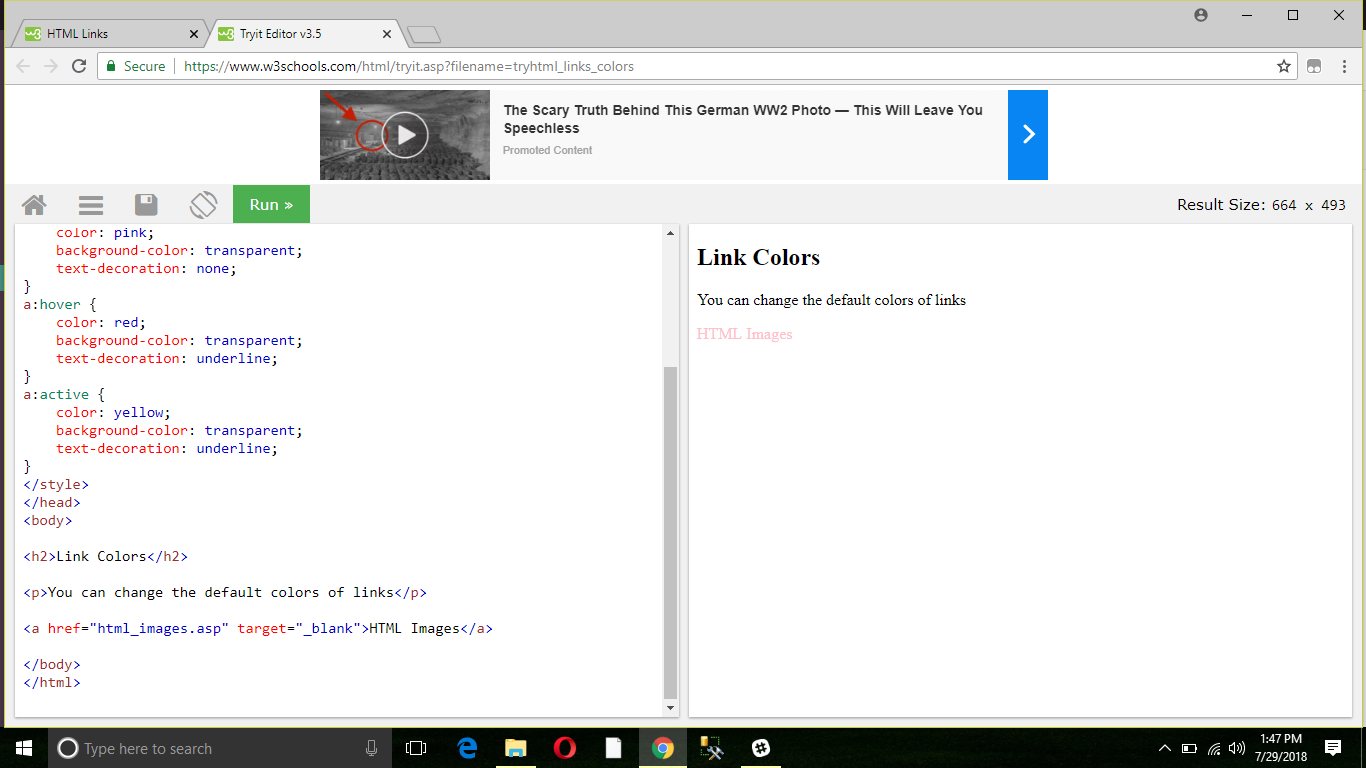 HTML Links
Tryit Editor v3.5
Secure
https://www.w3schools.com/html/tryit.asp?filename=tryhtml_links_colors
The Scary Truth Behind This German WW2 Photo — This Will Leave You
Speechless
Promoted Content
Run »
Result Size: 664 x 493
color: pink;
background-color: transparent;
text-decoration: none;
}
a:hover {
color: red;
background-color: transparent;
text-decoration: underline;
}
a:active {
color: yellow;
background-color: transparent;
text-decoration: underline;
}
</style>
</head>
<body>
<h2>Link Colors</h2>
<p>You can change the default colors of links</p>
<a href="html_images.asp" target="_blank">HTML Images</a>
</body>
</html>
Link Colors
You can change the default colors of links
HTML Images
Type here to search
1:47 PM
7/29/2018